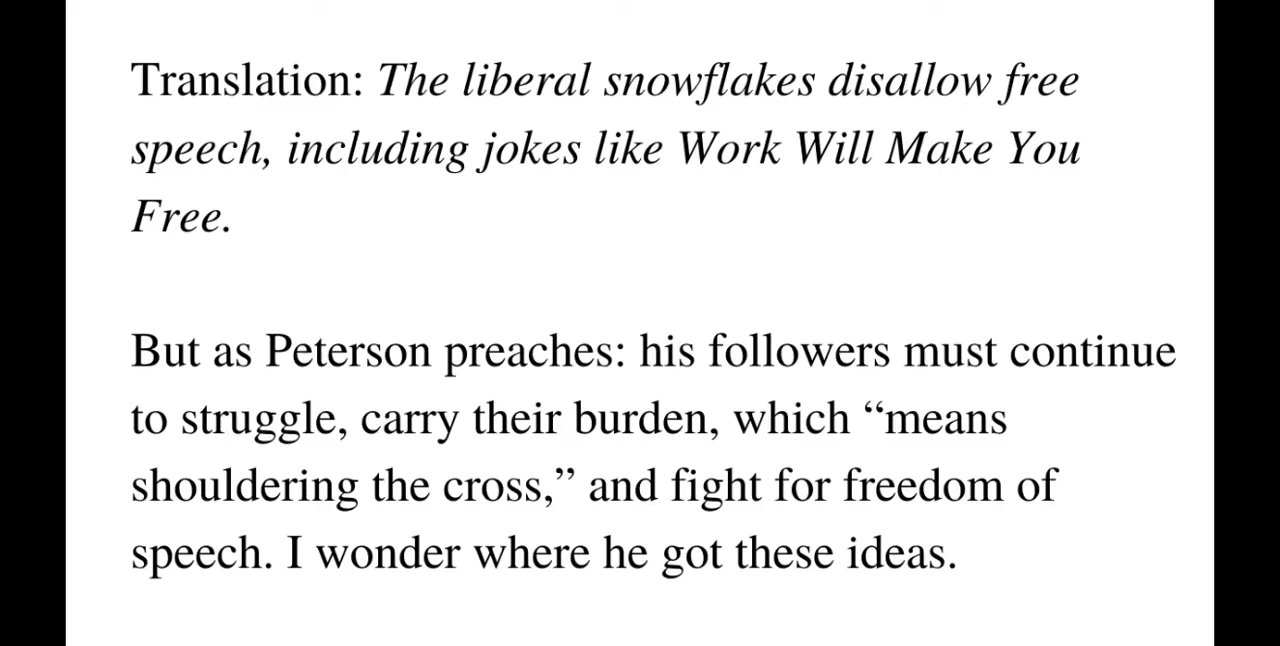 Translation: The liberal snowflakes disallow free
speech, including jokes like Work Will Make You
Free.
But as Peterson preaches: his followers must continue
to struggle, carry their burden, which “means
shouldering the cross,” and fight for freedom of
speech. I wonder where he got these ideas.